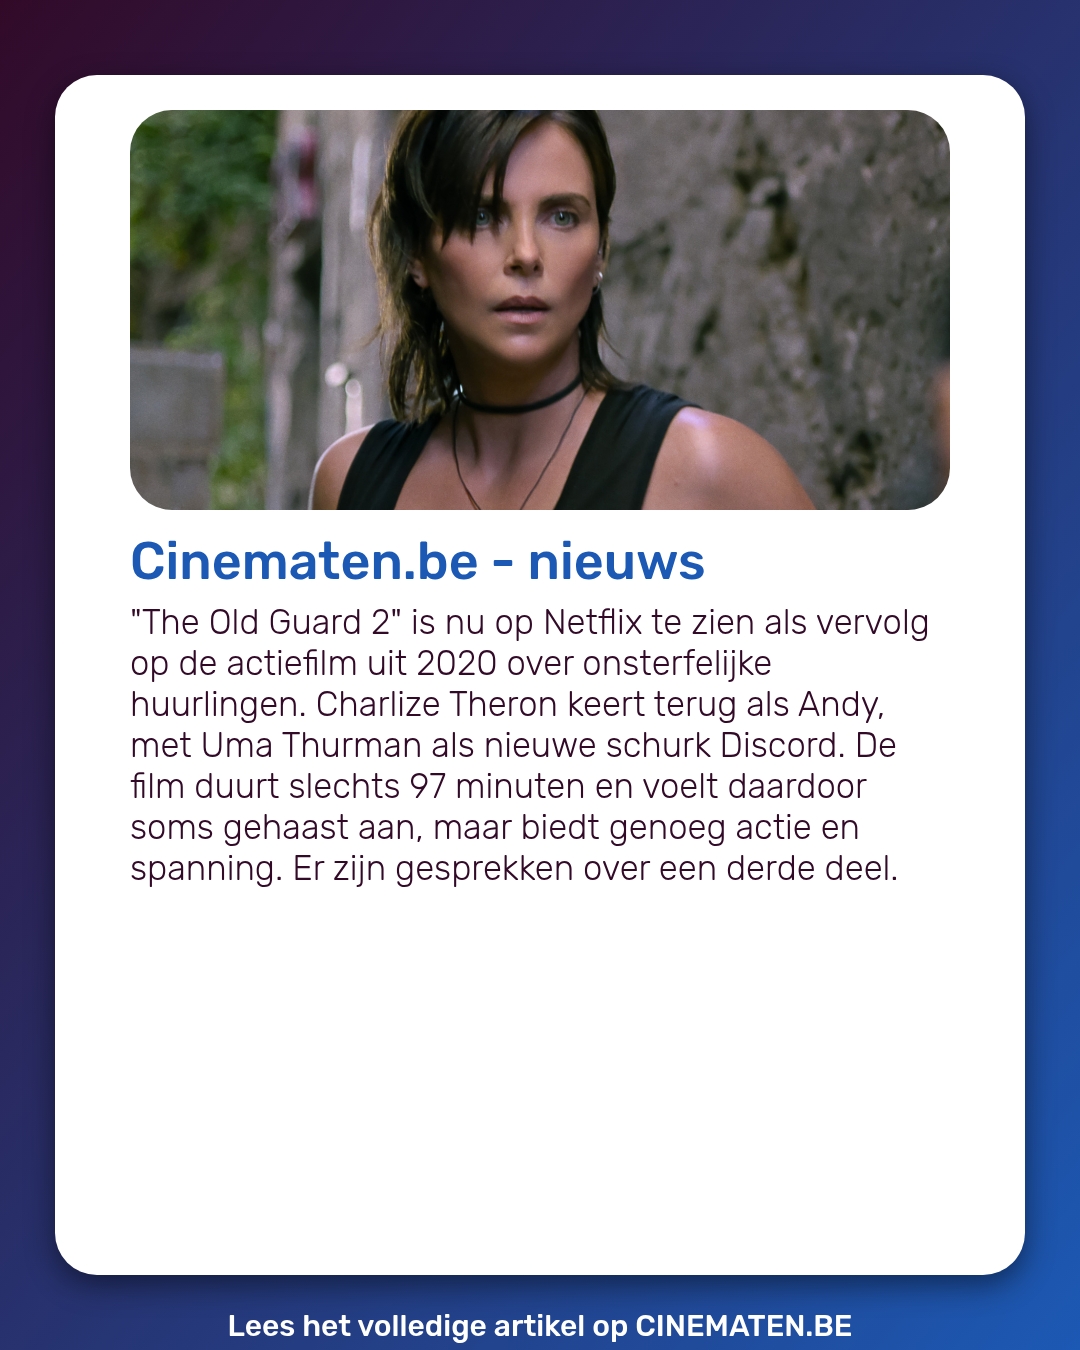 Cinematen.be - nieuws
"The Old Guard 2" is nu op Netflix te zien als vervolg
op de actiefilm uit 2020 over onsterfelijke
huurlingen. Charlize Theron keert terug als Andy,
met Uma Thurman als nieuwe schurk Discord. De
film duurt slechts 97 minuten en voelt daardoor
soms gehaast aan, maar biedt genoeg actie en
spanning. Er zijn gesprekken over een derde deel.
Lees het volledige artikel op CINEMATEN.BE